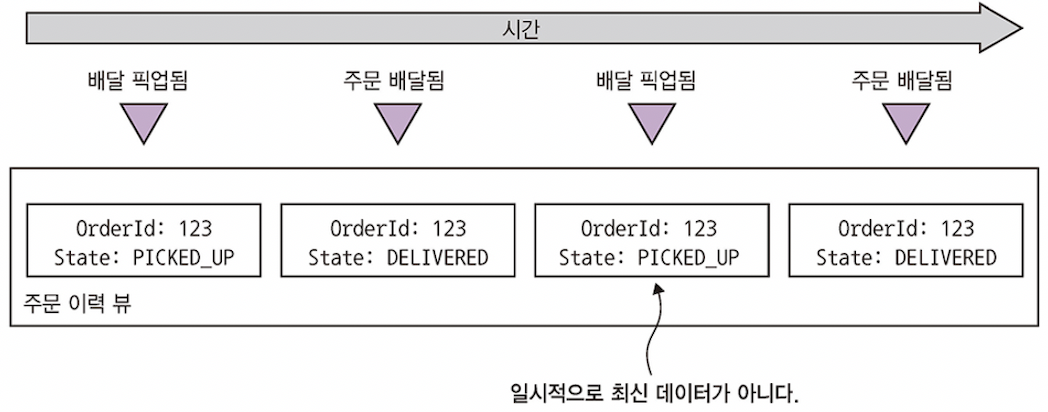 시간
배달 픽업됨
주문 배달됨
배달 픽업됨
주문 배달됨
OrderId: 123
State: PICKED_UP
OrderId: 123
State: DELIVERED
OrderId: 123
State: PICKED_UP
OrderId: 123
State: DELIVERED
주문 이력 뷰
일시적으로 최신 데이터가 아니다.